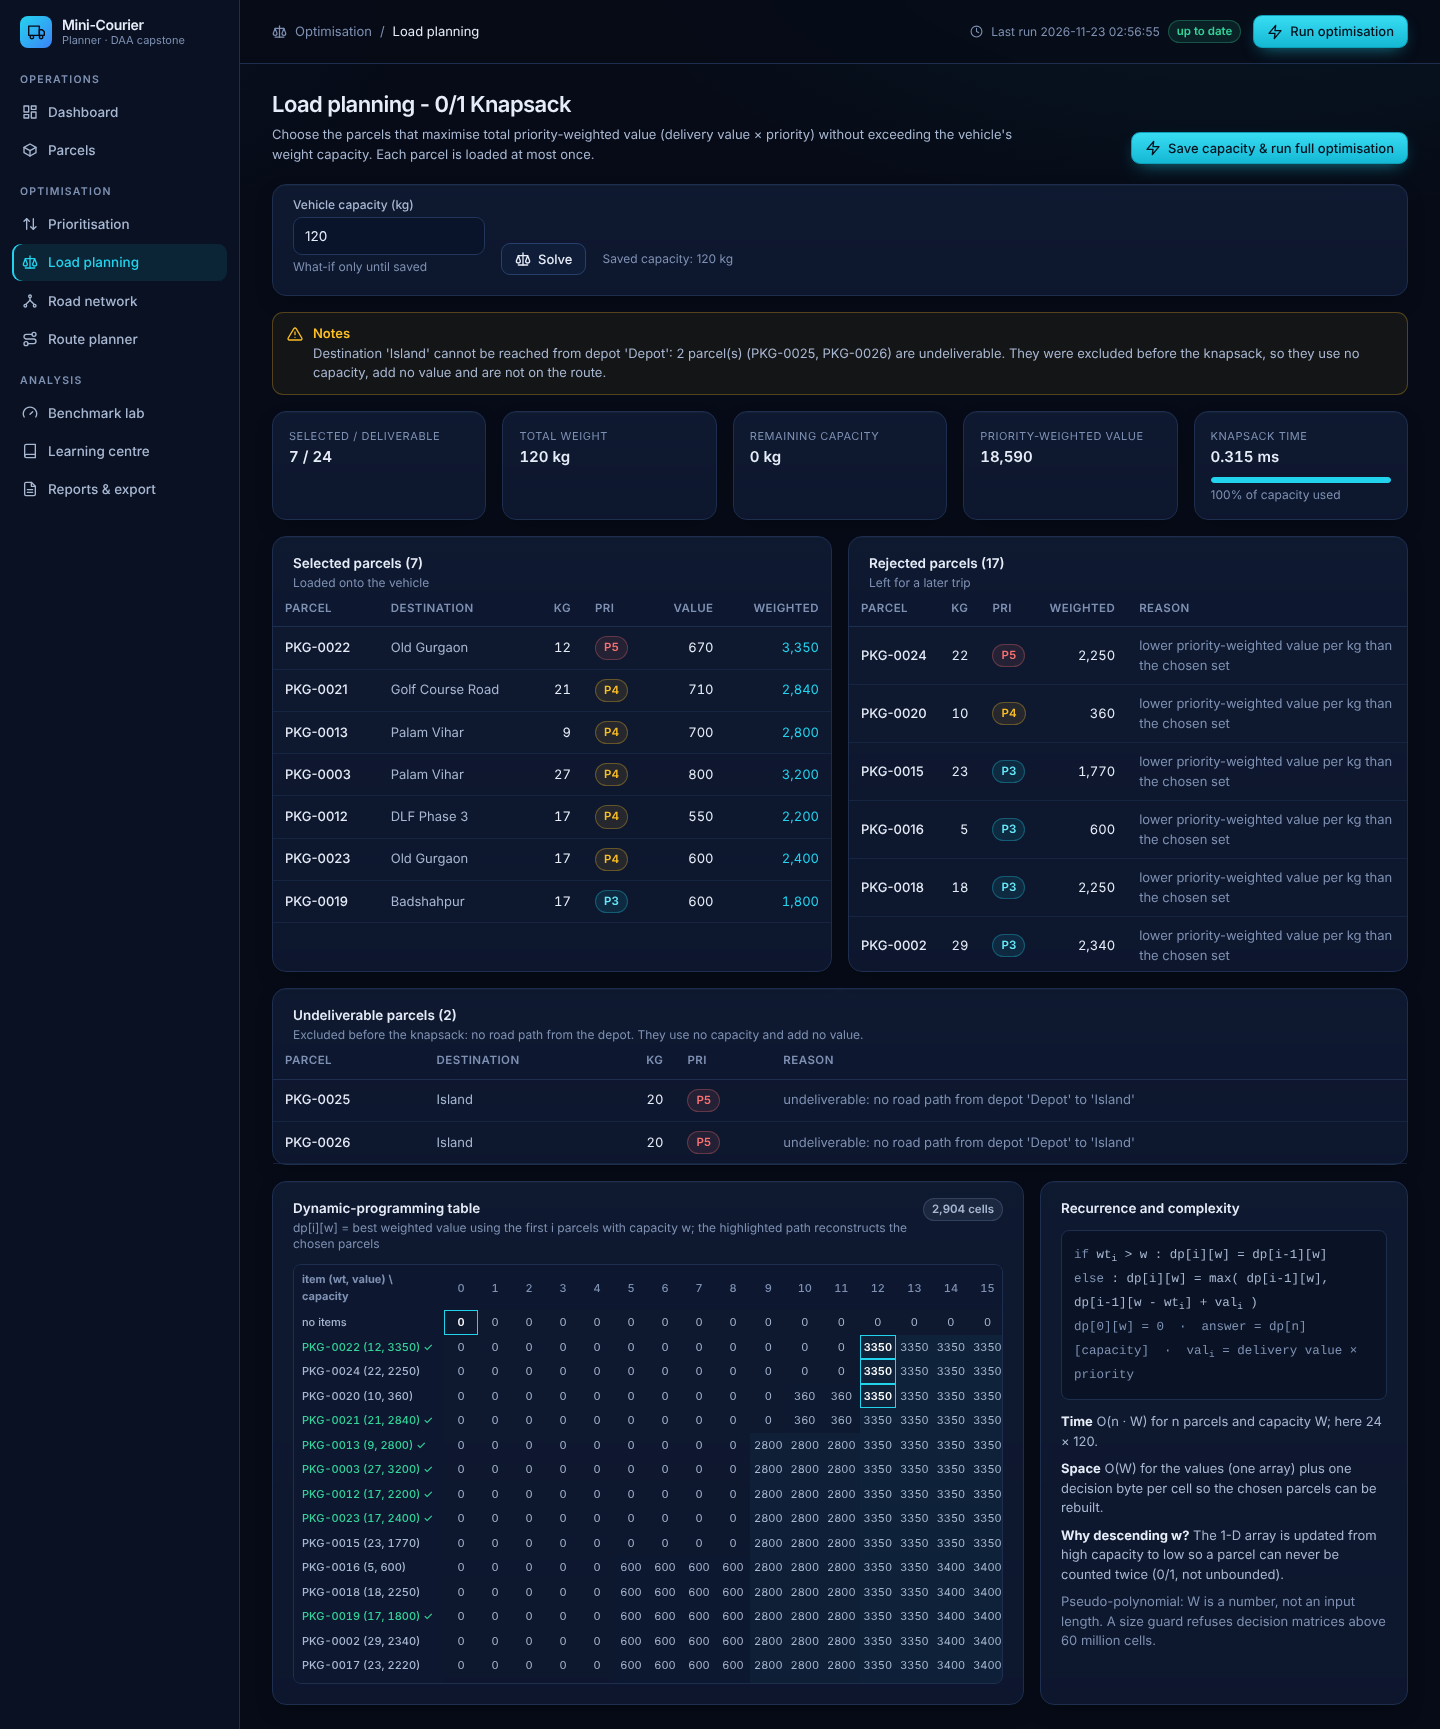 Mini-Courier
Planner · DAA capstone
OPERATIONS
Dashboard
Parcels
OPTIMISATION
Prioritisation
Load planning
Road network
Route planner
ANALYSIS
Benchmark lab
Learning centre
Reports & export
Optimisation / Load planning
Last run 2026-11-23 02:56:55 up to date Run optimisation
Load planning - 0/1 Knapsack
Choose the parcels that maximise total priority-weighted value (delivery value × priority) without exceeding the vehicle's
weight capacity. Each parcel is loaded at most once.
Save capacity & run full optimisation
Vehicle capacity (kg)
120
What-if only until saved
Solve
Saved capacity: 120 kg
Notes
Destination 'Island' cannot be reached from depot 'Depot': 2 parcel(s) (PKG-0025, PKG-0026) are undeliverable. They were excluded before the knapsack, so they use no
capacity, add no value and are not on the route.
SELECTED / DELIVERABLE
7 / 24
TOTAL WEIGHT
120 kg
REMAINING CAPACITY
0 kg
PRIORITY-WEIGHTED VALUE
18,590
KNAPSACK TIME
0.315 ms
100% of capacity used
Selected parcels (7)
Loaded onto the vehicle
PARCEL DESTINATION KG PRI VALUE WEIGHTED
PKG-0022 Old Gurgaon 12 P5 670 3,350
PKG-0021 Golf Course Road 21 P4 710 2,840
PKG-0013 Palam Vihar 9 P4 700 2,800
PKG-0003 Palam Vihar 27 P4 800 3,200
PKG-0012 DLF Phase 3 17 P4 550 2,200
PKG-0023 Old Gurgaon 17 P4 600 2,400
PKG-0019 Badshahpur 17 P3 600 1,800
Rejected parcels (17)
Left for a later trip
PARCEL KG PRI WEIGHTED REASON
PKG-0024 22 P5 2,250 lower priority-weighted value per kg than
the chosen set
PKG-0020 10 P4 360 lower priority-weighted value per kg than
the chosen set
PKG-0015 23 P3 1,770 lower priority-weighted value per kg than
the chosen set
PKG-0016 5 P3 600 lower priority-weighted value per kg than
the chosen set
PKG-0018 18 P3 2,250 lower priority-weighted value per kg than
the chosen set
PKG-0002 29 P3 2,340 lower priority-weighted value per kg than
the chosen set
Undeliverable parcels (2)
Excluded before the knapsack: no road path from the depot. They use no capacity and add no value.
PARCEL DESTINATION KG PRI REASON
PKG-0025 Island 20 P5 undeliverable: no road path from depot 'Depot' to 'Island'
PKG-0026 Island 20 P5 undeliverable: no road path from depot 'Depot' to 'Island'
Dynamic-programming table
2,904 cells
dp[i][w] = best weighted value using the first i parcels with capacity w; the highlighted path reconstructs the
chosen parcels
item (wt, value) \
capacity 0 1 2 3 4 5 6 7 8 9 10 11 12 13 14 15
no items 0 0 0 0 0 0 0 0 0 0 0 0 0 0 0 0
PKG-0022 (12, 3350) ✓ 0 0 0 0 0 0 0 0 0 0 0 0 3350 3350 3350 3350
PKG-0024 (22, 2250) 0 0 0 0 0 0 0 0 0 0 0 0 3350 3350 3350 3350
PKG-0020 (10, 360) 0 0 0 0 0 0 0 0 0 0 360 360 3350 3350 3350 3350
PKG-0021 (21, 2840) ✓ 0 0 0 0 0 0 0 0 0 0 360 360 3350 3350 3350 3350
PKG-0013 (9, 2800) ✓ 0 0 0 0 0 0 0 0 0 2800 2800 2800 3350 3350 3350 3350
PKG-0003 (27, 3200) ✓ 0 0 0 0 0 0 0 0 0 2800 2800 2800 3350 3350 3350 3350
PKG-0012 (17, 2200) ✓ 0 0 0 0 0 0 0 0 0 2800 2800 2800 3350 3350 3350 3350
PKG-0023 (17, 2400) ✓ 0 0 0 0 0 0 0 0 0 2800 2800 2800 3350 3350 3350 3350
PKG-0015 (23, 1770) 0 0 0 0 0 0 0 0 0 2800 2800 2800 3350 3350 3350 3350
PKG-0016 (5, 600) 0 0 0 0 0 600 600 600 600 2800 2800 2800 3350 3350 3400 3400
PKG-0018 (18, 2250) 0 0 0 0 0 600 600 600 600 2800 2800 2800 3350 3350 3400 3400
PKG-0019 (17, 1800) ✓ 0 0 0 0 0 600 600 600 600 2800 2800 2800 3350 3350 3400 3400
PKG-0002 (29, 2340) 0 0 0 0 0 600 600 600 600 2800 2800 2800 3350 3350 3400 3400
PKG-0017 (23, 2220) 0 0 0 0 0 600 600 600 600 2800 2800 2800 3350 3350 3400 3400
Recurrence and complexity
if wtᵢ > w : dp[i][w] = dp[i-1][w]
else : dp[i][w] = max( dp[i-1][w],
dp[i-1][w - wtᵢ] + valᵢ )
dp[0][w] = 0 · answer = dp[n]
[capacity] · valᵢ = delivery value ×
priority
Time O(n · W) for n parcels and capacity W; here 24
× 120.
Space O(W) for the values (one array) plus one
decision byte per cell so the chosen parcels can be
rebuilt.
Why descending w? The 1-D array is updated from
high capacity to low so a parcel can never be
counted twice (0/1, not unbounded).
Pseudo-polynomial: W is a number, not an input
length. A size guard refuses decision matrices above
60 million cells.